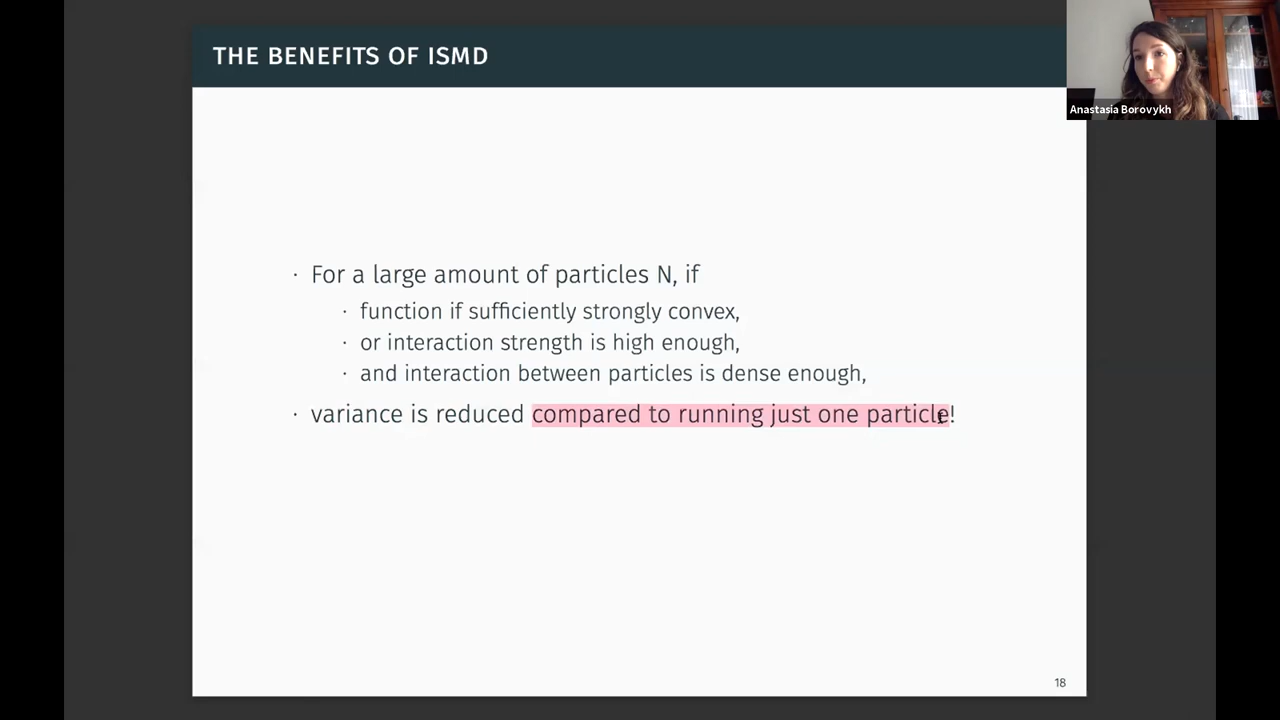 THE BENEFITS OF ISMD
Anastasia Borovykh
· For a large amount of particles N, if
· function if sufficiently strongly convex,
· or interaction strength is high enough,
· and interaction between particles is dense enough,
· variance is reduced compared to running just one particle!
18